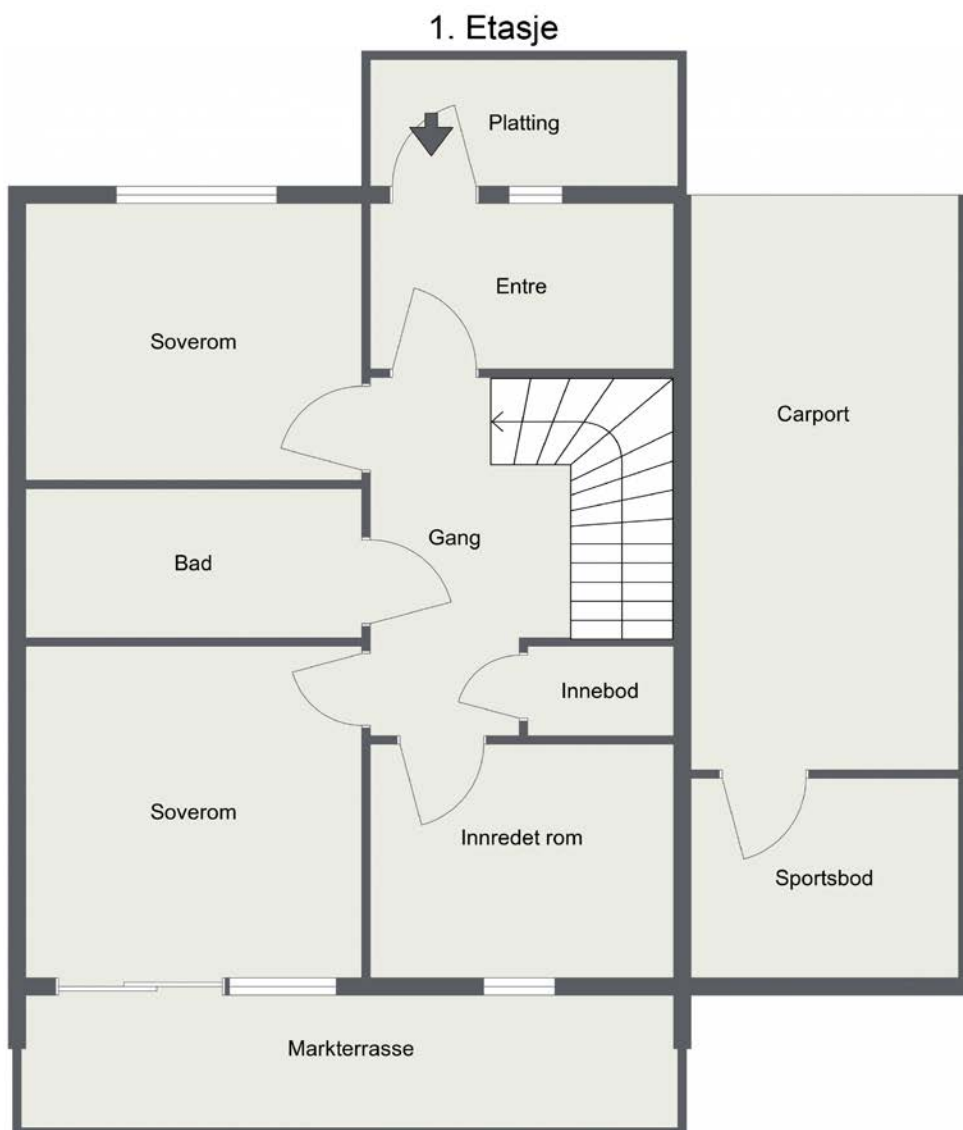 1. Etasje
Platting
Entre
Soverom
Carport
Gang
Bad
Innebod
Soverom
Innredet rom
Sportsbod
Markterrasse